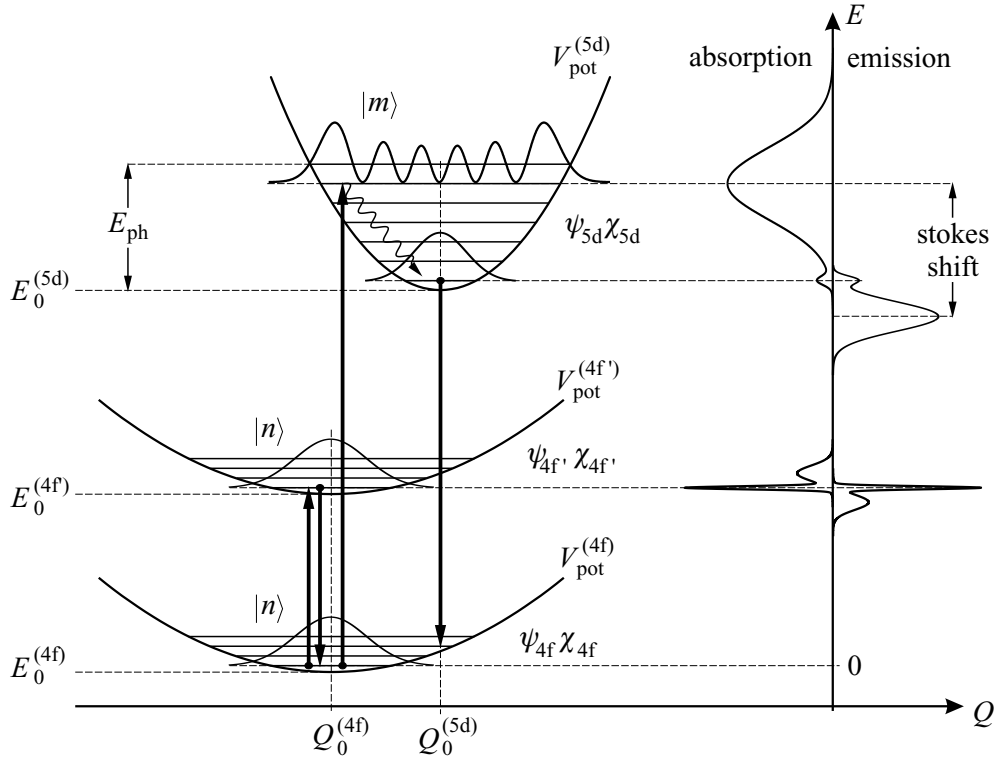 E
absorption
emission
V_pot^(5d)
|m⟩
E_ph
ψ_5d χ_5d
stokes
shift
E_0^(5d)
V_pot^(4f')
|n⟩
ψ_4f' χ_4f'
E_0^(4f')
V_pot^(4f)
|n⟩
ψ_4f χ_4f
E_0^(4f)
0
Q_0^(4f)
Q_0^(5d)
Q